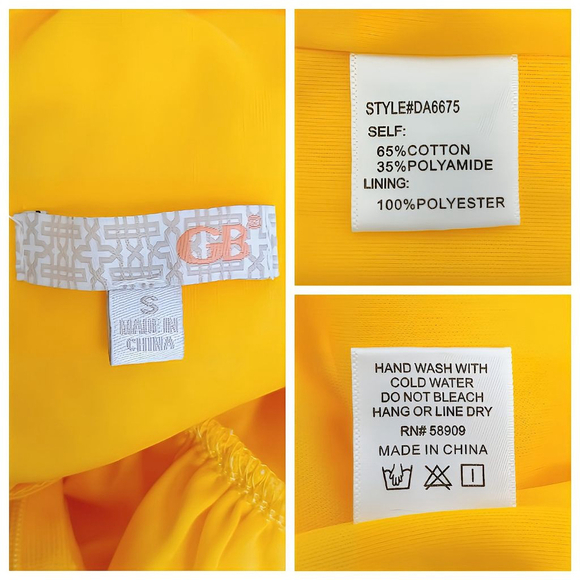 GB
S
MADE IN
CHINA
STYLE#DA6675
SELF:
65%COTTON
35%POLYAMIDE
LINING:
100%POLYESTER
HAND WASH WITH
COLD WATER
DO NOT BLEACH
HANG OR LINE DRY
RN# 58909
MADE IN CHINA